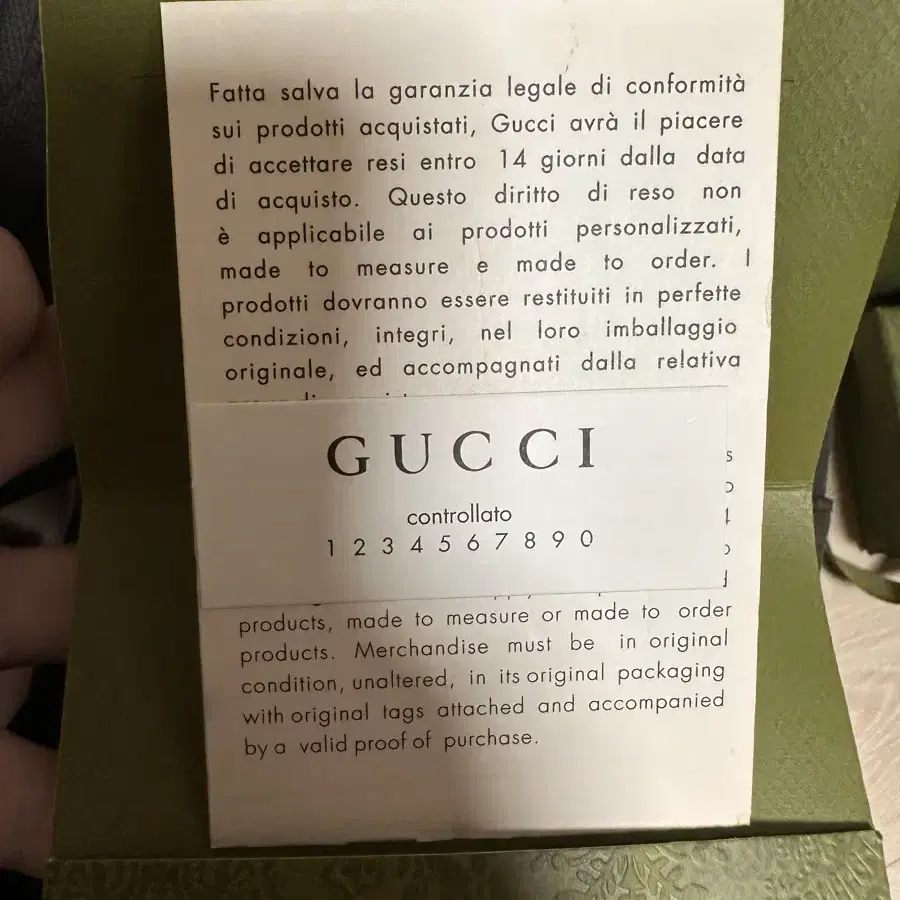 Fatta salva la garanzia legale di conformità
sui prodotti acquistati, Gucci avrà il piacere
di accettare resi entro 14 giorni dalla data
di acquisto. Questo diritto di reso non
è applicabile ai prodotti personalizzati,
made to measure e made to order. I
prodotti dovranno essere restituiti in perfette
condizioni, integri, nel loro imballaggio
originale, ed accompagnati dalla relativa
GUCCI
controllato
1 2 3 4 5 6 7 8 9 0
products, made to measure or made to order
products. Merchandise must be in original
condition, unaltered, in its original packaging
with original tags attached and accompanied
by a valid proof of purchase.